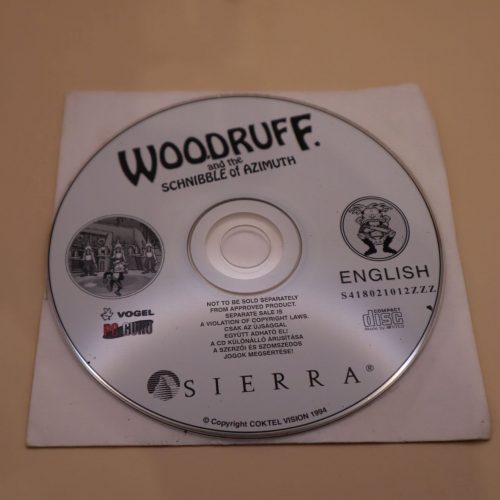 WOODRUFF.
and the
SCHNIBBLE of AZIMUTH
ENGLISH
S418021012ZZZ
VOGEL
NOT TO BE SOLD SEPARATELY
FROM APPROVED PRODUCT.
SEPARATE SALE IS
A VIOLATION OF COPYRIGHT LAWS.
CSAK AZ ÚJSÁGGAL
EGYÜTT ADHATÓ EL!
A CD KÜLÖNÁLLÓ ÁRUSÍTÁSA
A SZERZŐI ÉS SZOMSZÉDOS
JOGOK MEGSÉRTÉSE!
COMPACT
disc
SIERRA®
© Copyright COKTEL VISION 1994